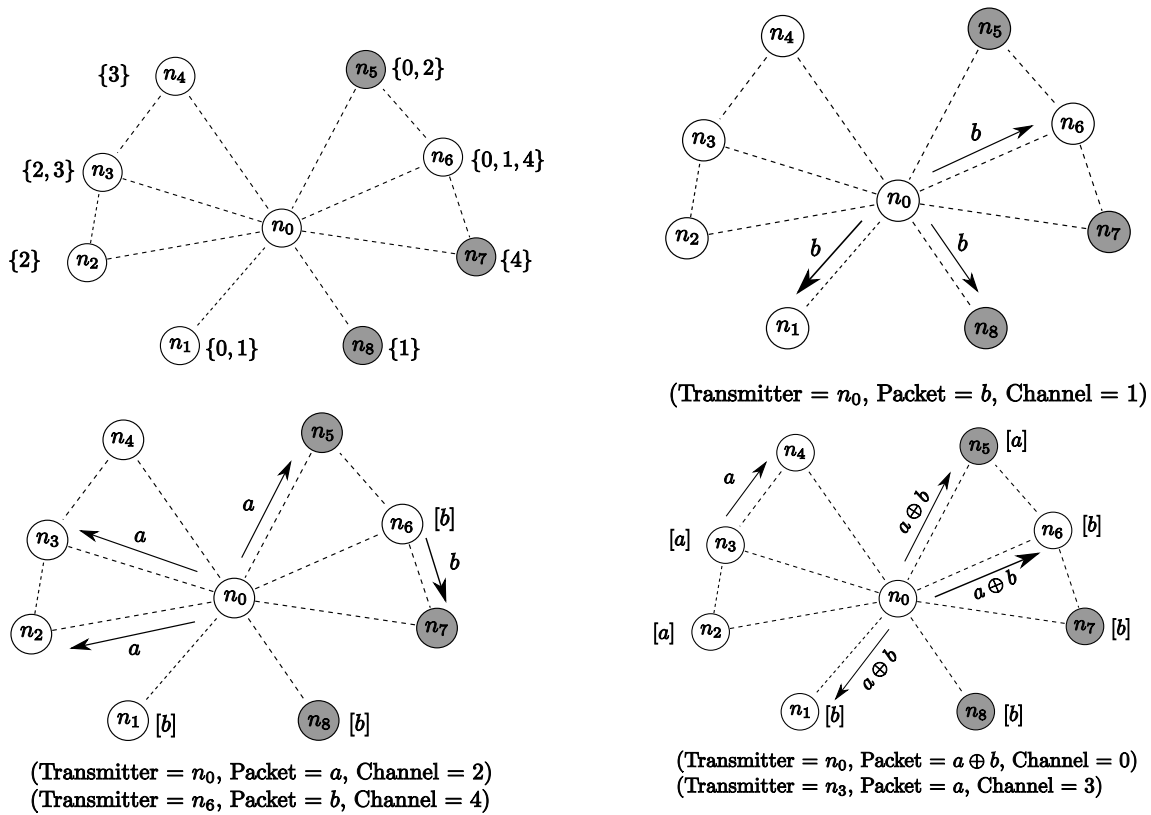 n₄ {3}
n₅ {0, 2}
n₃ {2, 3}
n₆ {0, 1, 4}
n₀
n₂ {2}
n₇ {4}
n₁ {0, 1}
n₈ {1}
n₄
n₅
n₃
n₆
b
n₀
n₂
n₇
b
b
n₁
n₈
(Transmitter = n₀, Packet = b, Channel = 1)
n₄
n₅
a
n₃
n₆ [b]
a
b
n₀
n₂
n₇
a
n₁ [b]
n₈ [b]
(Transmitter = n₀, Packet = a, Channel = 2)
(Transmitter = n₆, Packet = b, Channel = 4)
n₄
n₅ [a]
a
a ⊕ b
[a] n₃
n₆ [b]
a ⊕ b
n₀
[a] n₂
n₇ [b]
a ⊕ b
n₁ [b]
n₈ [b]
(Transmitter = n₀, Packet = a ⊕ b, Channel = 0)
(Transmitter = n₃, Packet = a, Channel = 3)